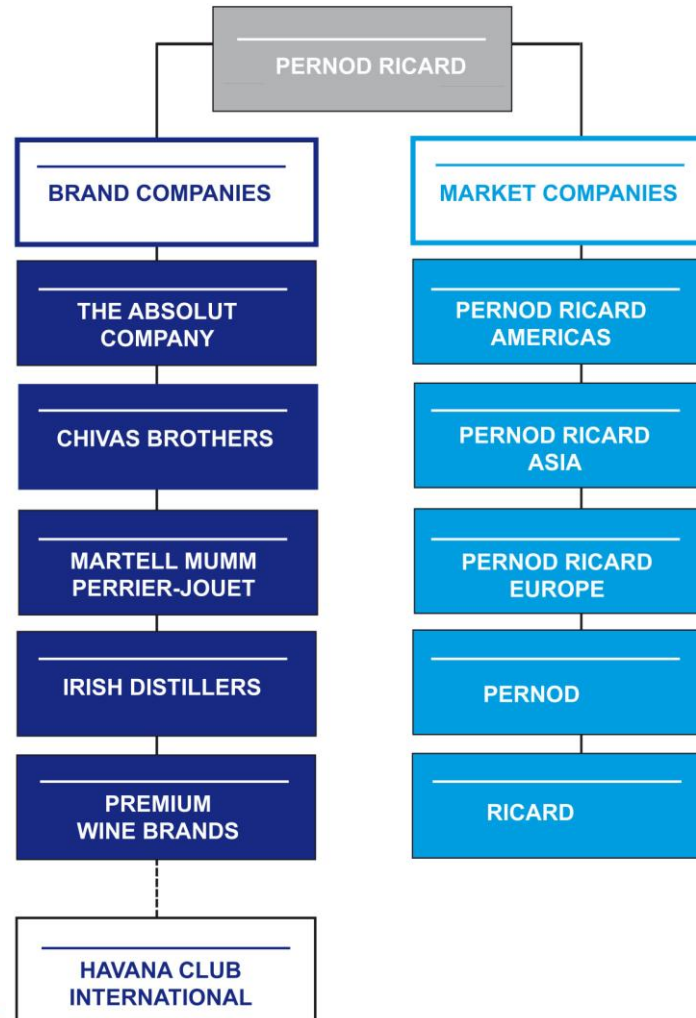 PERNOD RICARD
BRAND COMPANIES
THE ABSOLUT
COMPANY
CHIVAS BROTHERS
MARTELL MUMM
PERRIER-JOUET
IRISH DISTILLERS
PREMIUM
WINE BRANDS
HAVANA CLUB
INTERNATIONAL
MARKET COMPANIES
PERNOD RICARD
AMERICAS
PERNOD RICARD
ASIA
PERNOD RICARD
EUROPE
PERNOD
RICARD